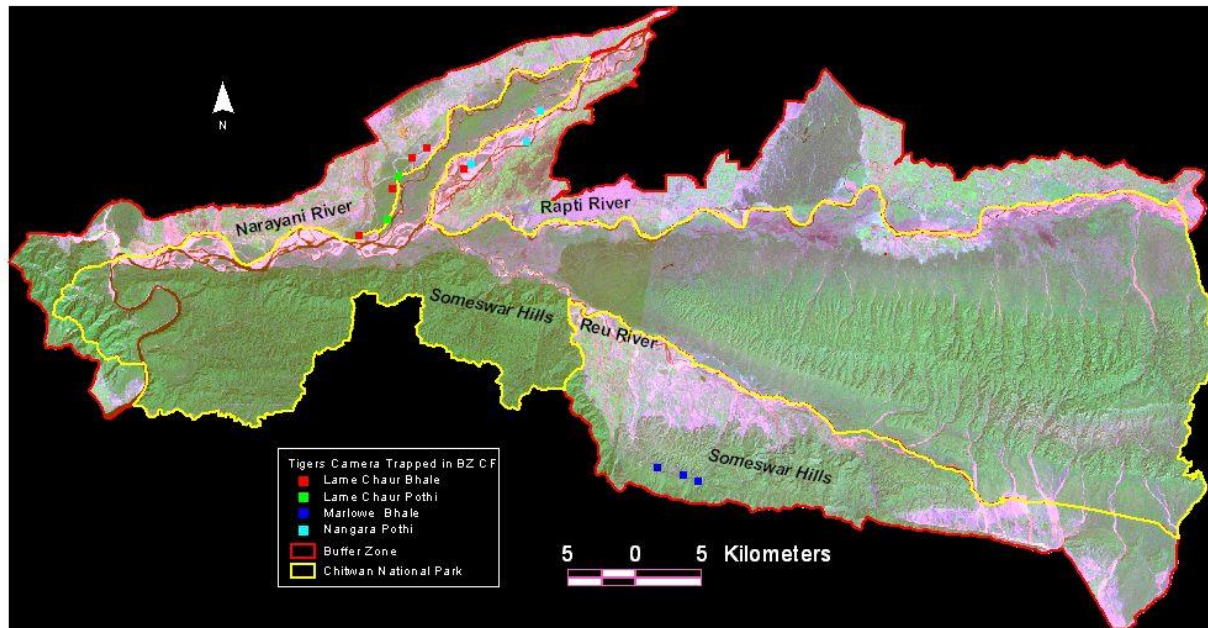 N
Narayani River
Rapti River
Someswar Hills
Reu River
Someswar Hills
Tigers Camera Trapped in BZ CF
Lame Chaur Bhale
Lame Chaur Pothi
Marlowe Bhale
Nangara Pothi
Buffer Zone
Chitwan National Park
5 0 5 Kilometers